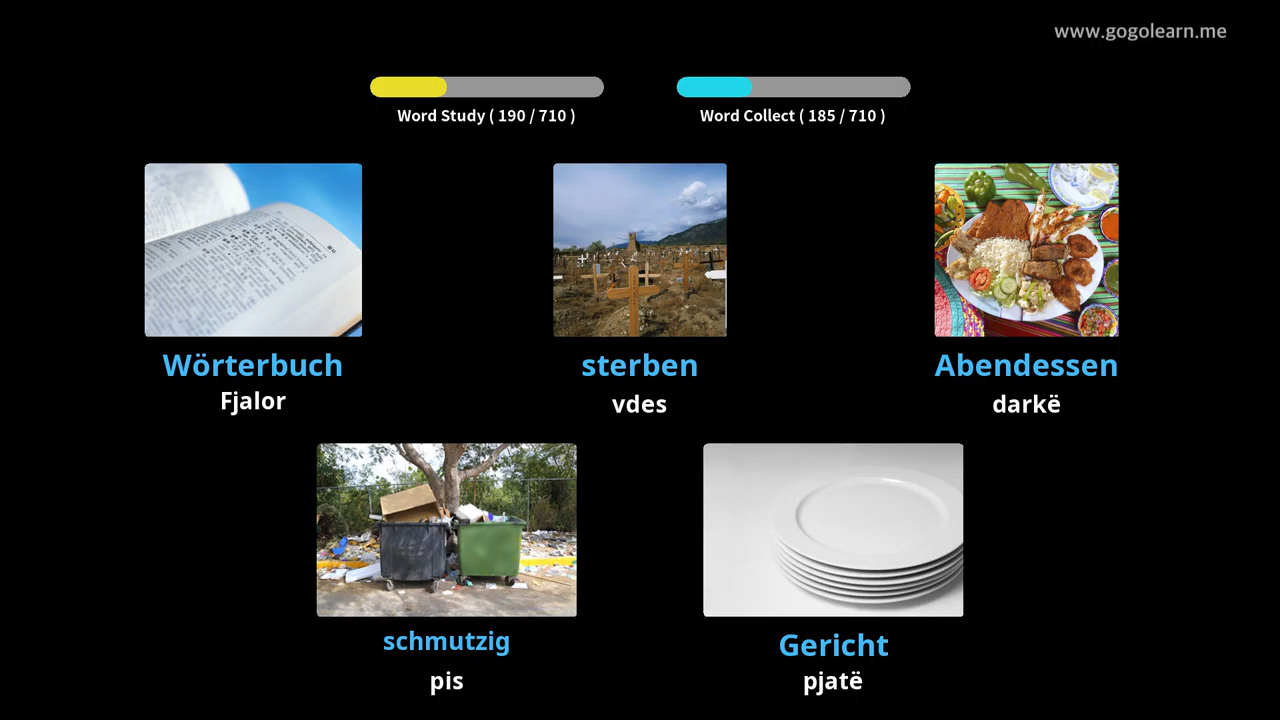 www.gogolearn.me
Word Study ( 190 / 710 )
Word Collect ( 185 / 710 )
Wörterbuch
Fjalor
sterben
vdes
Abendessen
darkë
schmutzig
pis
Gericht
pjatë